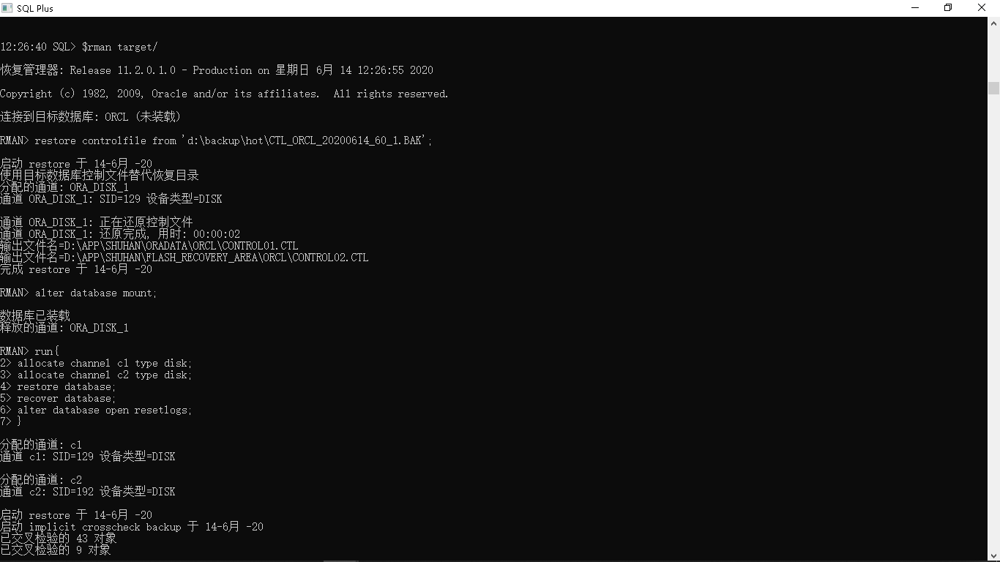 SQL Plus
12:26:40 SQL> $rman target/
恢复管理器: Release 11.2.0.1.0 - Production on 星期日 6月 14 12:26:55 2020
Copyright (c) 1982, 2009, Oracle and/or its affiliates.  All rights reserved.
连接到目标数据库: ORCL (未装载)
RMAN> restore controlfile from 'd:\backup\hot\CTL_ORCL_20200614_60_1.BAK';
启动 restore 于 14-6月 -20
使用目标数据库控制文件替代恢复目录
分配的通道: ORA_DISK_1
通道 ORA_DISK_1: SID=129 设备类型=DISK
通道 ORA_DISK_1: 正在还原控制文件
通道 ORA_DISK_1: 还原完成, 用时: 00:00:02
输出文件名=D:\APP\SHUHAN\ORADATA\ORCL\CONTROL01.CTL
输出文件名=D:\APP\SHUHAN\FLASH_RECOVERY_AREA\ORCL\CONTROL02.CTL
完成 restore 于 14-6月 -20
RMAN> alter database mount;
数据库已装载
释放的通道: ORA_DISK_1
RMAN> run{
2> allocate channel c1 type disk;
3> allocate channel c2 type disk;
4> restore database;
5> recover database;
6> alter database open resetlogs;
7> }
分配的通道: c1
通道 c1: SID=129 设备类型=DISK
分配的通道: c2
通道 c2: SID=192 设备类型=DISK
启动 restore 于 14-6月 -20
启动 implicit crosscheck backup 于 14-6月 -20
已交叉检验的 43 对象
已交叉检验的 9 对象